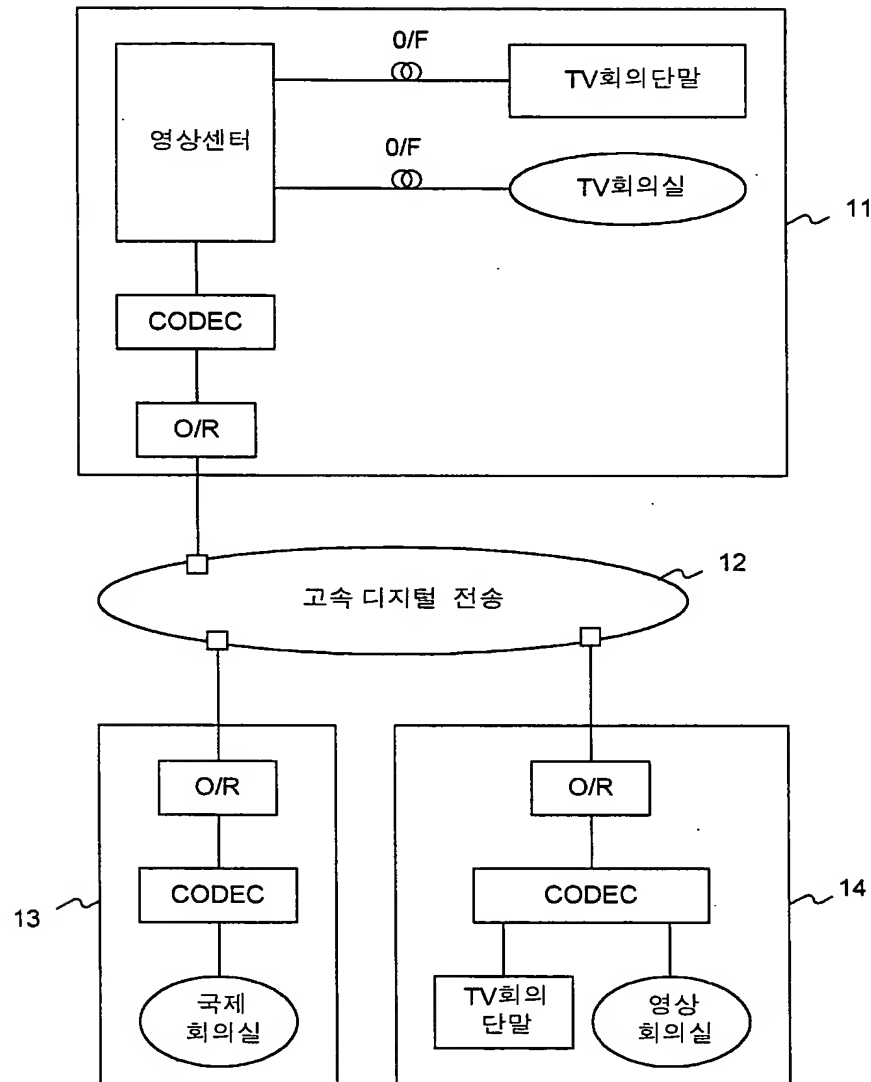 O/F
TV회의단말
영상센터
O/F
TV회의실
11
CODEC
O/R
12
고속 디지털 전송
O/R
O/R
CODEC
CODEC
13
14
국제
회의실
TV회의
단말
영상
회의실